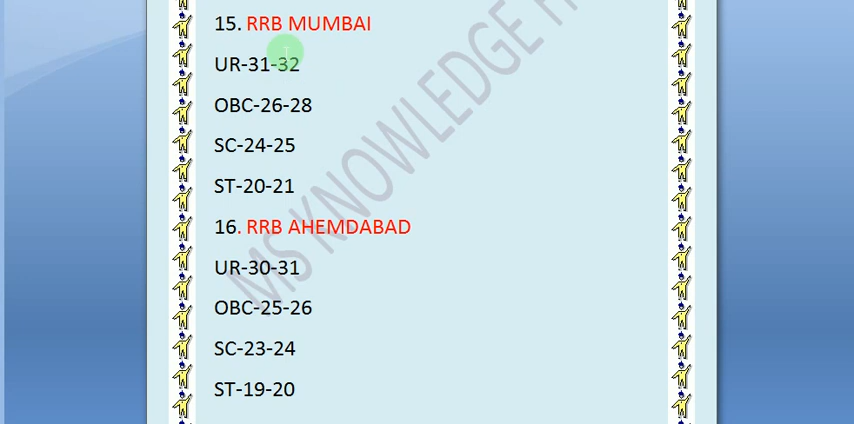 15. RRB MUMBAI
UR-31-32
OBC-26-28
SC-24-25
ST-20-21
16. RRB AHEMDABAD
UR-30-31
OBC-25-26
SC-23-24
ST-19-20
MS KNOWLEDGE